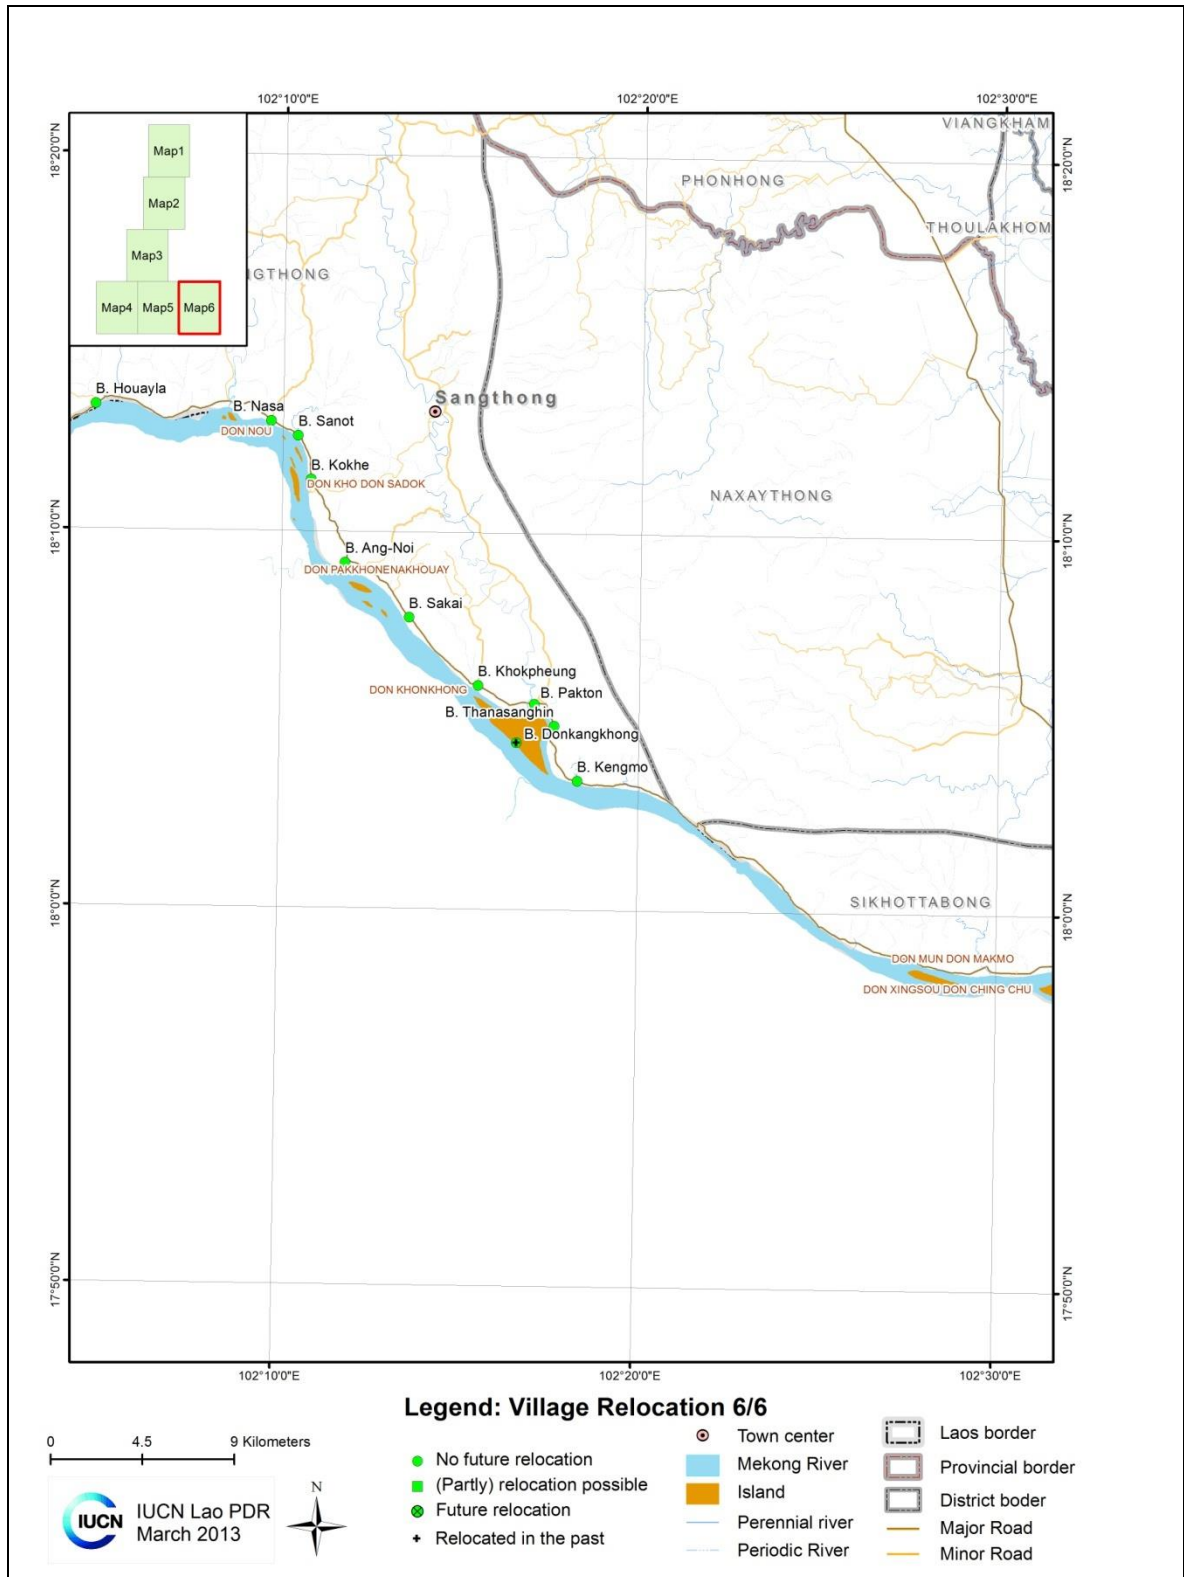 102°10'0"E
102°20'0"E
102°30'0"E
18°20'0"N
18°20'0"N
Map1
Map2
Map3
Map4
Map5
Map6
VIANGKHAM
PHONHONG
THOULAKHOM
NGTHONG
B. Houayla
Sangthong
B. Nasa
B. Sanot
DON NOU
B. Kokhe
DON KHO DON SADOK
NAXAYTHONG
18°10'0"N
18°10'0"N
B. Ang-Noi
DON PAKKHONENAKHOUAY
B. Sakai
B. Khokpheung
DON KHONKHONG
B. Pakton
B. Thanasanghin
B. Donkangkhong
B. Kengmo
18°0'0"N
18°0'0"N
SIKHOTTABONG
DON MUN DON MAKMO
DON XINGSOU DON CHING CHU
17°50'0"N
17°50'0"N
102°10'0"E
102°20'0"E
102°30'0"E
Legend: Village Relocation 6/6
0 4.5 9 Kilometers
IUCN
IUCN Lao PDR
March 2013
N
No future relocation
(Partly) relocation possible
Future relocation
Relocated in the past
Town center
Mekong River
Island
Perennial river
Periodic River
Laos border
Provincial border
District boder
Major Road
Minor Road